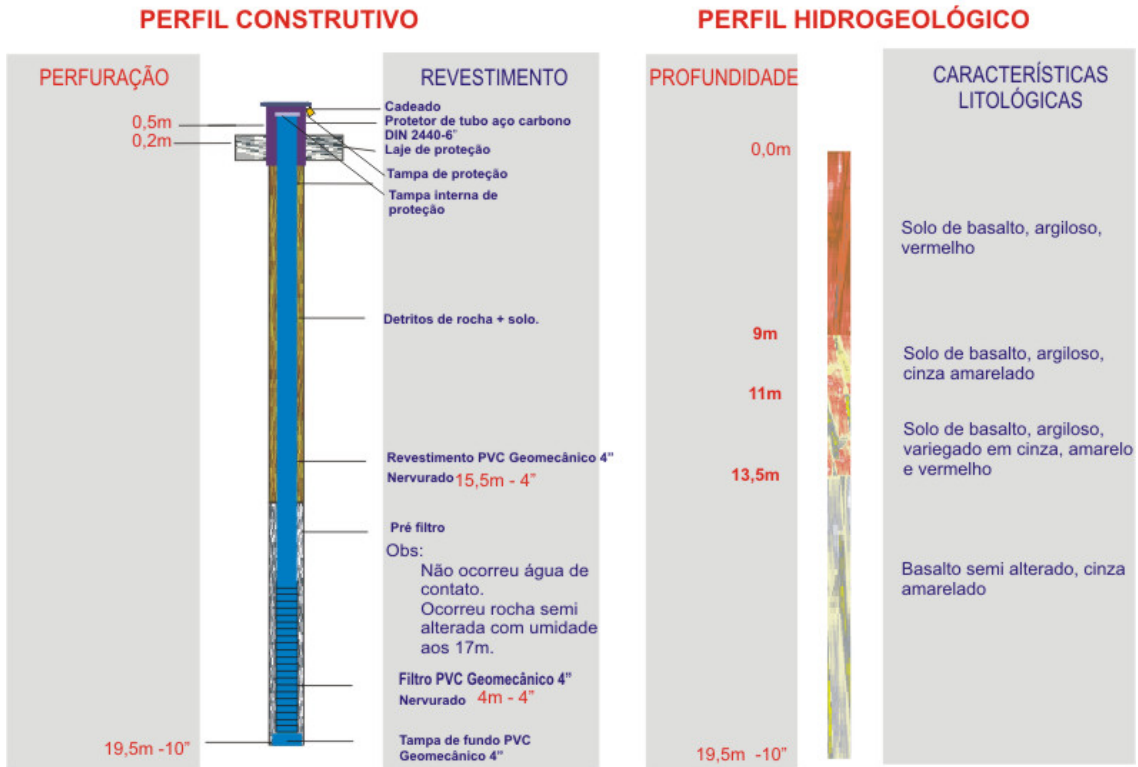 PERFIL CONSTRUTIVO
PERFURAÇÃO
REVESTIMENTO
0,5m
0,2m
Cadeado
Protetor de tubo aço carbono
DIN 2440-6"
Laje de proteção
Tampa de proteção
Tampa interna de
proteção
Detritos de rocha + solo.
Revestimento PVC Geomecânico 4”
Nervurado 15,5m - 4”
Pré filtro
Obs:
Não ocorreu água de
contato.
Ocorreu rocha semi
alterada com umidade
aos 17m.
Filtro PVC Geomecânico 4”
Nervurado 4m - 4”
19,5m -10”
Tampa de fundo PVC
Geomecânico 4”
PERFIL HIDROGEOLÓGICO
PROFUNDIDADE
CARACTERÍSTICAS
LITOLÓGICAS
0,0m
Solo de basalto, argiloso,
vermelho
9m
Solo de basalto, argiloso,
cinza amarelado
11m
Solo de basalto, argiloso,
variegado em cinza, amarelo
e vermelho
13,5m
Basalto semi alterado, cinza
amarelado
19,5m -10”